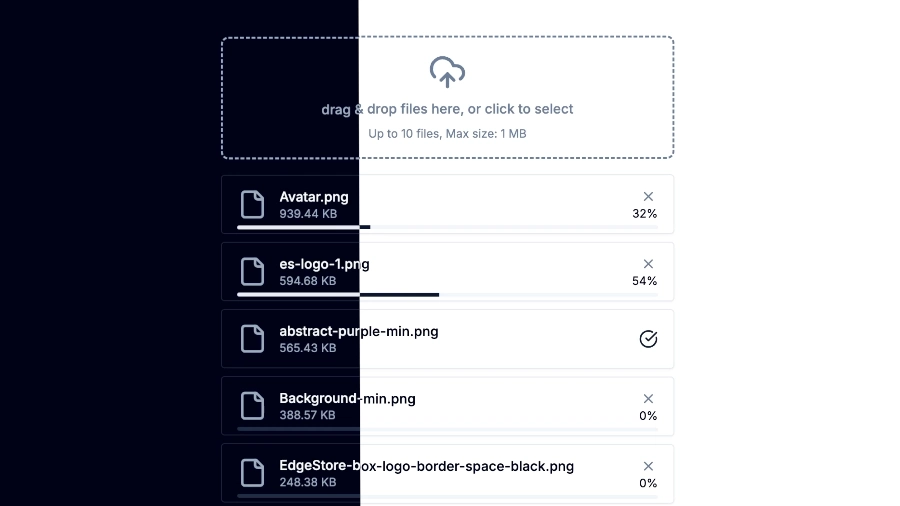 drag & drop files here, or click to select
Up to 10 files, Max size: 1 MB
Avatar.png
939.44 KB
32%
es-logo-1.png
594.68 KB
54%
abstract-purple-min.png
565.43 KB
Background-min.png
388.57 KB
0%
EdgeStore-box-logo-border-space-black.png
248.38 KB
0%